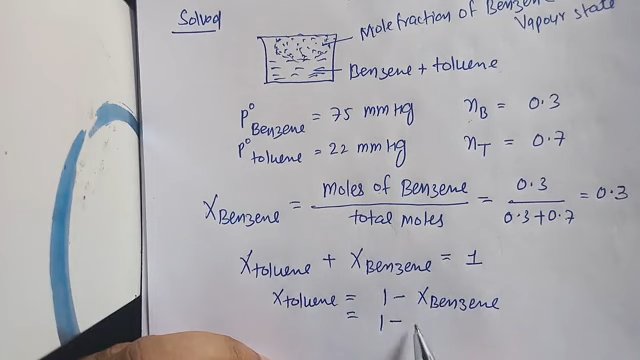 Solved
Mole fraction of Benzene
Vapour state
Benzene + toluene
P°Benzene = 75 mm Hg nB = 0.3
P°toluene = 22 mm Hg nT = 0.7
XBenzene = moles of Benzene / total moles = 0.3 / 0.3+0.7 = 0.3
Xtoluene + XBenzene = 1
Xtoluene = 1 - XBenzene
= 1 -